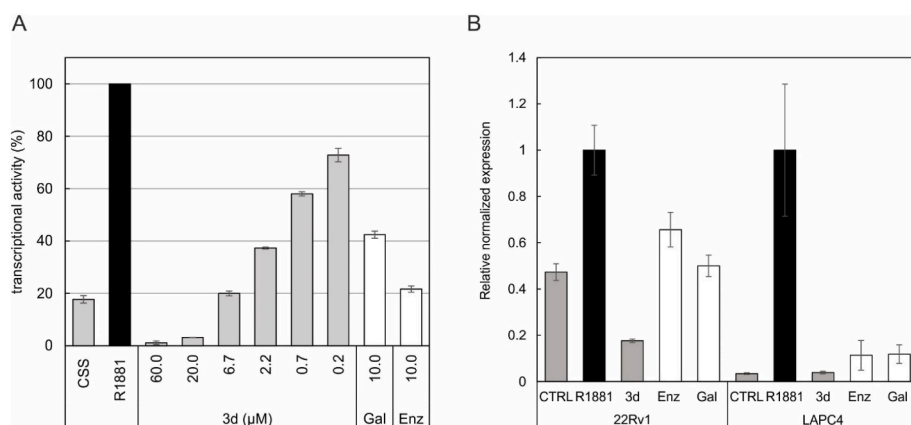 A
transcriptional activity (%)
100
80
60
40
20
0
CSS
R1881
60.0
20.0
6.7
2.2
0.7
0.2
10.0
10.0
3d (µM)
Gal
Enz
B
Relative normalized expression
1.4
1.2
1
0.8
0.6
0.4
0.2
0
CTRL R1881 3d Enz Gal CTRL R1881 3d Enz Gal
22Rv1 LAPC4